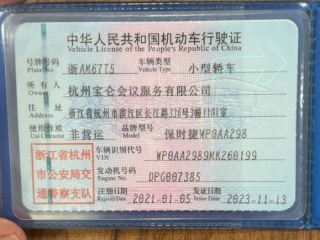 中华人民共和国机动车行驶证
Vehicle License of the People's Republic of China
号牌号码 浙AM67T5 车辆类型 小型轿车
Plate No. Vehicle Type
所有人 杭州宝仑会议服务有限公司
Owner
住址 浙江省杭州市滨江区长江路336号3幢1101室
Address
使用性质 非营运 品牌型号 保时捷WP0AA298
Use Character Model
浙江省杭州市公安局交通警察支队
车辆识别代号 WP0AA2989MK260199
VIN
发动机号码 DPG007385
Engine No.
注册日期 2021-01-05 发证日期 2023-11-13
Register Date Issue Date